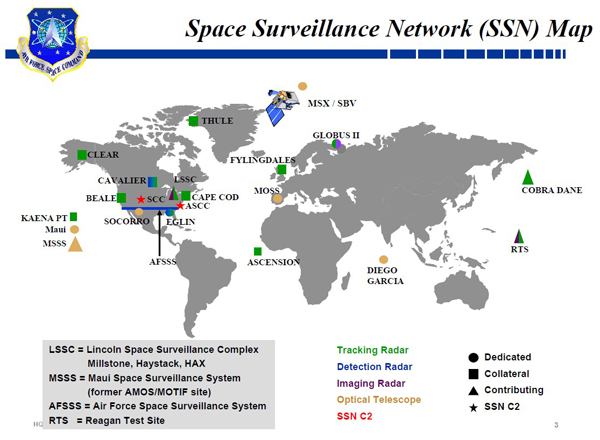 Space Surveillance Network (SSN) Map
AIR FORCE SPACE COMMAND
MSX / SBV
THULE
GLOBUS II
CLEAR
FYLINGDALES
LSSC
CAVALIER
COBRA DANE
MOSS
BEALE
SCC
CAPE COD
ASCC
KAENA PT
SOCORRO
EGLIN
Maui
MSSS
RTS
AFSSS
ASCENSION
DIEGO
GARCIA
LSSC = Lincoln Space Surveillance Complex
Millstone, Haystack, HAX
MSSS = Maui Space Surveillance System
(former AMOS/MOTIF site)
AFSSS = Air Force Space Surveillance System
RTS = Reagan Test Site
Tracking Radar
Detection Radar
Imaging Radar
Optical Telescope
SSN C2
Dedicated
Collateral
Contributing
SSN C2
3